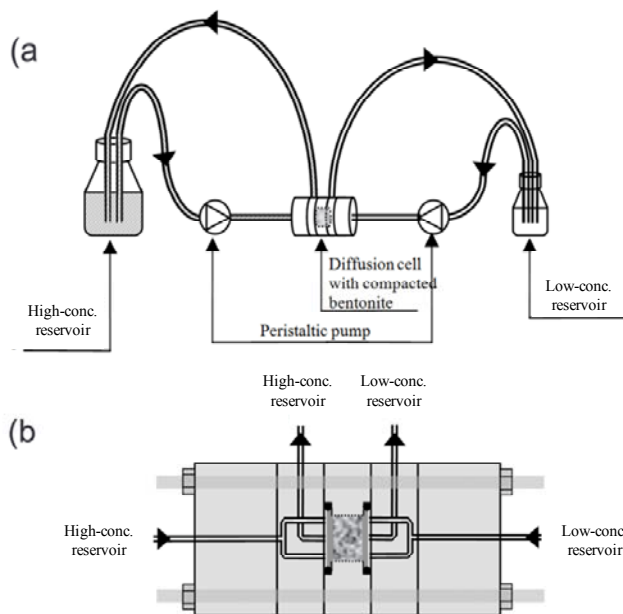 (a
Diffusion cell
with compacted
bentonite
High-conc.
reservoir
Low-conc.
reservoir
Peristaltic pump
High-conc.
reservoir
Low-conc.
reservoir
(b
High-conc.
reservoir
Low-conc
reservoir